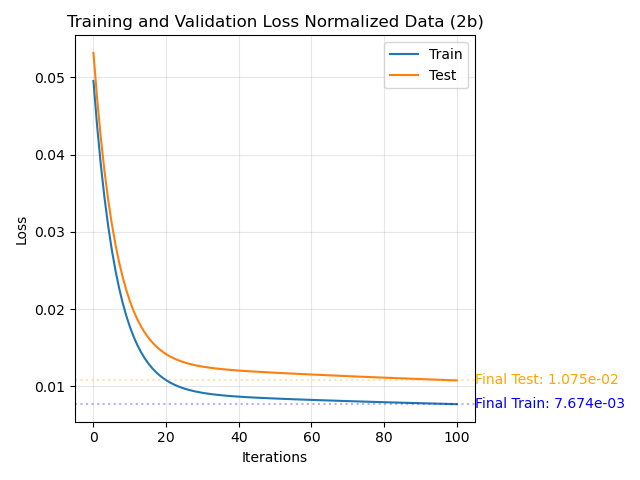 Training and Validation Loss Normalized Data (2b)
Train
Test
Loss
0.05
0.04
0.03
0.02
0.01
Final Test: 1.075e-02
Final Train: 7.674e-03
0 20 40 60 80 100
Iterations